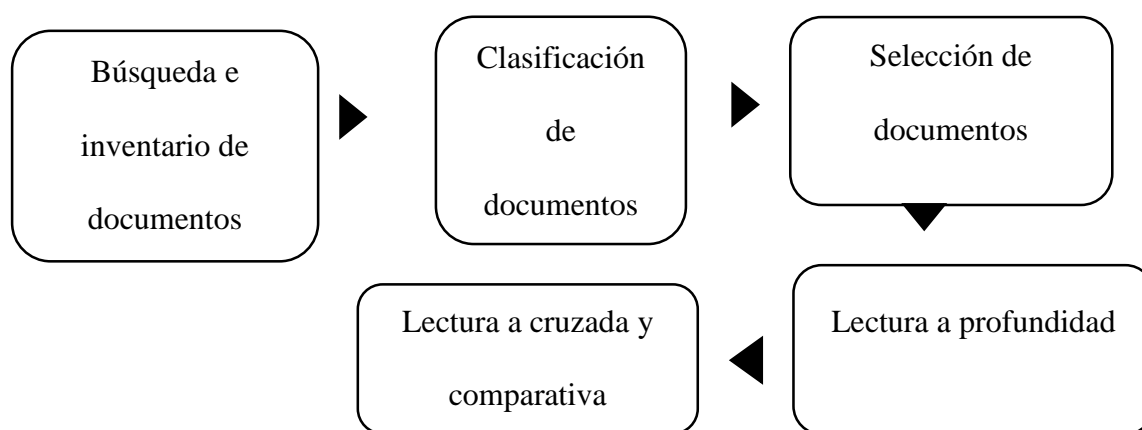 Búsqueda e
inventario de
documentos
Clasificación
de
documentos
Selección de
documentos
Lectura a profundidad
Lectura a cruzada y
comparativa